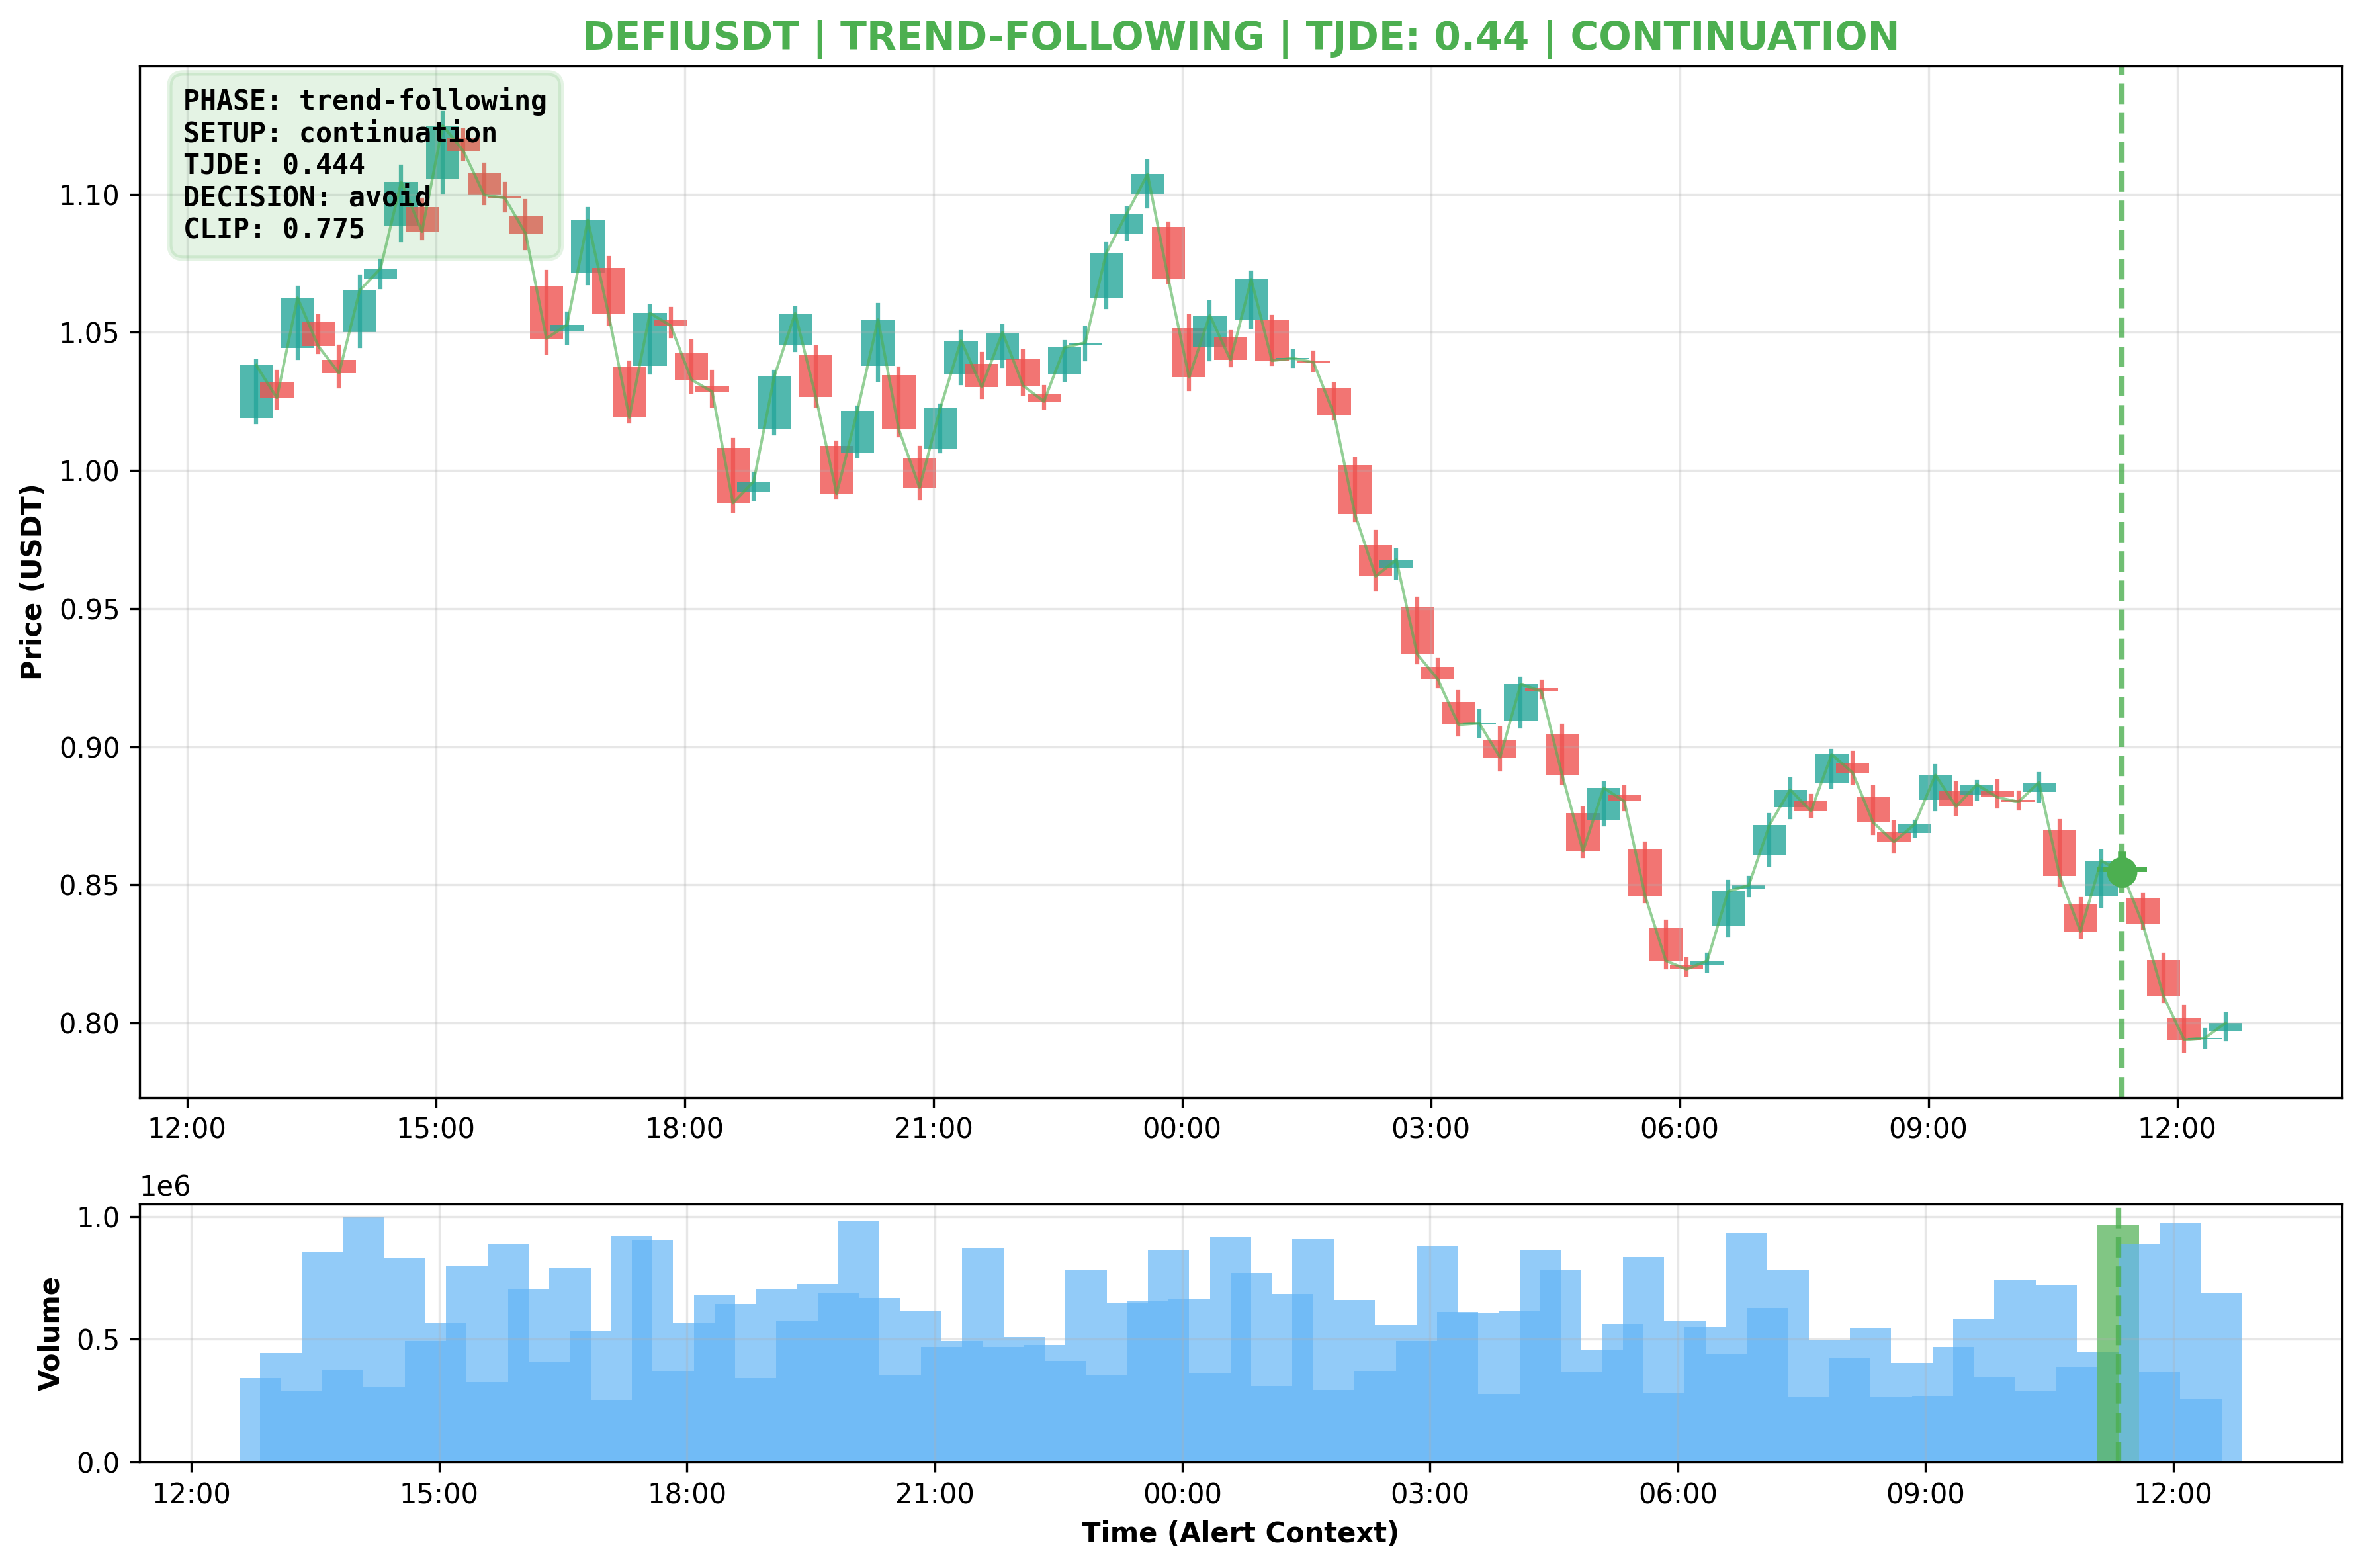 DEFIUSDT | TREND-FOLLOWING | TJDE: 0.44 | CONTINUATION
PHASE: trend-following
SETUP: continuation
TJDE: 0.444
DECISION: avoid
CLIP: 0.775
Price (USDT)
1.10
1.05
1.00
0.95
0.90
0.85
0.80
12:00 15:00 18:00 21:00 00:00 03:00 06:00 09:00 12:00
1e6
Volume
1.0
0.5
0.0
12:00 15:00 18:00 21:00 00:00 03:00 06:00 09:00 12:00
Time (Alert Context)